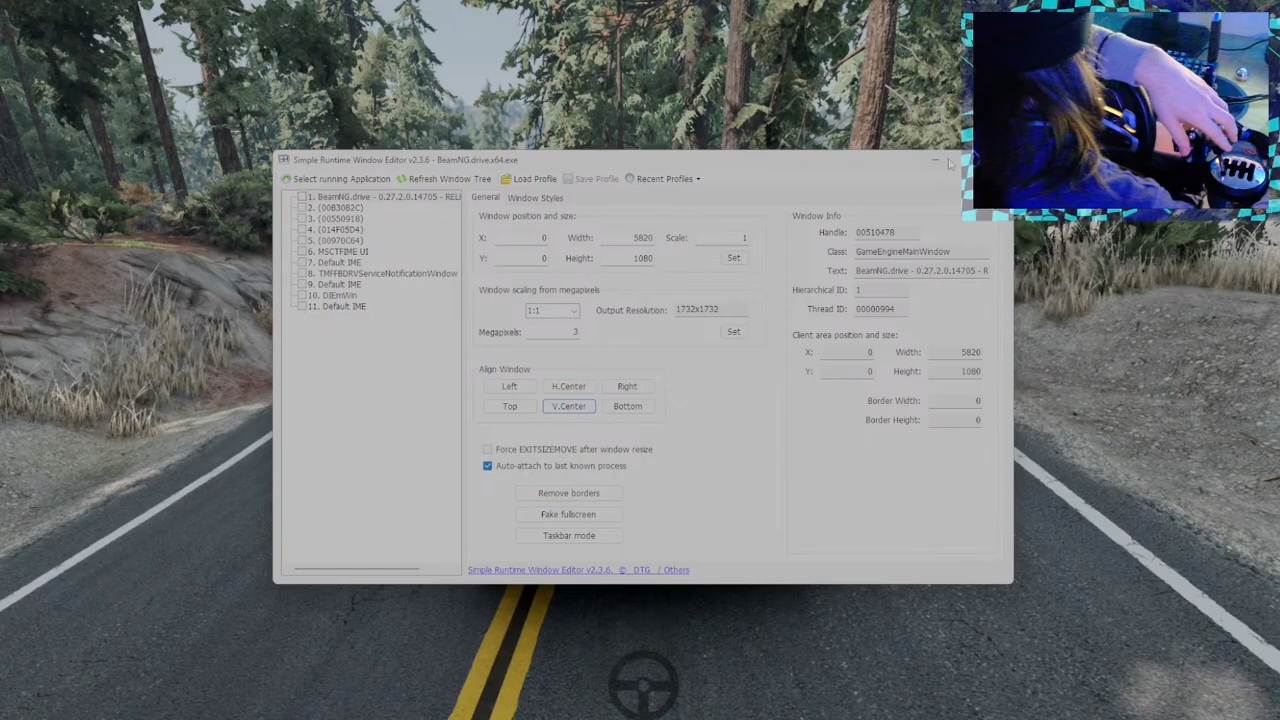 Simple Runtime Window Editor v2.3.6 - BeamNG.drive.x64.exe
Select running Application
Refresh Window Tree
Load Profile
Save Profile
Recent Profiles
1. BeamNG.drive - 0.27.2.0.14705 - RELI
2. (00B3082C)
3. (00550918)
4. (014F05D4)
5. (00970C64)
6. MSCTFIME UI
7. Default IME
8. TMFFBDRVServiceNotificationWindow
9. Default IME
10. DIEmWin
11. Default IME
General
Window Styles
Window position and size:
X: 0 Width: 5820 Scale: 1
Y: 0 Height: 1080 Set
Window scaling from megapixels
1:1 Output Resolution: 1732x1732
Megapixels: 3 Set
Align Window
Left H.Center Right
Top V.Center Bottom
Force EXITSIZEMOVE after window resize
Auto-attach to last known process
Remove borders
Fake fullscreen
Taskbar mode
Simple Runtime Window Editor v2.3.6. © DTG / Others
Window Info
Handle: 00510478
Class: GameEngineMainWindow
Text: BeamNG.drive - 0.27.2.0.14705 - R
Hierarchical ID: 1
Thread ID: 00000994
Client area position and size:
X: 0 Width: 5820
Y: 0 Height: 1080
Border Width: 0
Border Height: 0